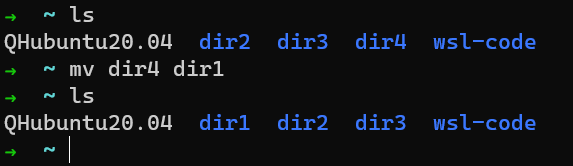 → ~ ls
QHubuntu20.04 dir2 dir3 dir4 wsl-code
→ ~ mv dir4 dir1
→ ~ ls
QHubuntu20.04 dir1 dir2 dir3 wsl-code
→ ~